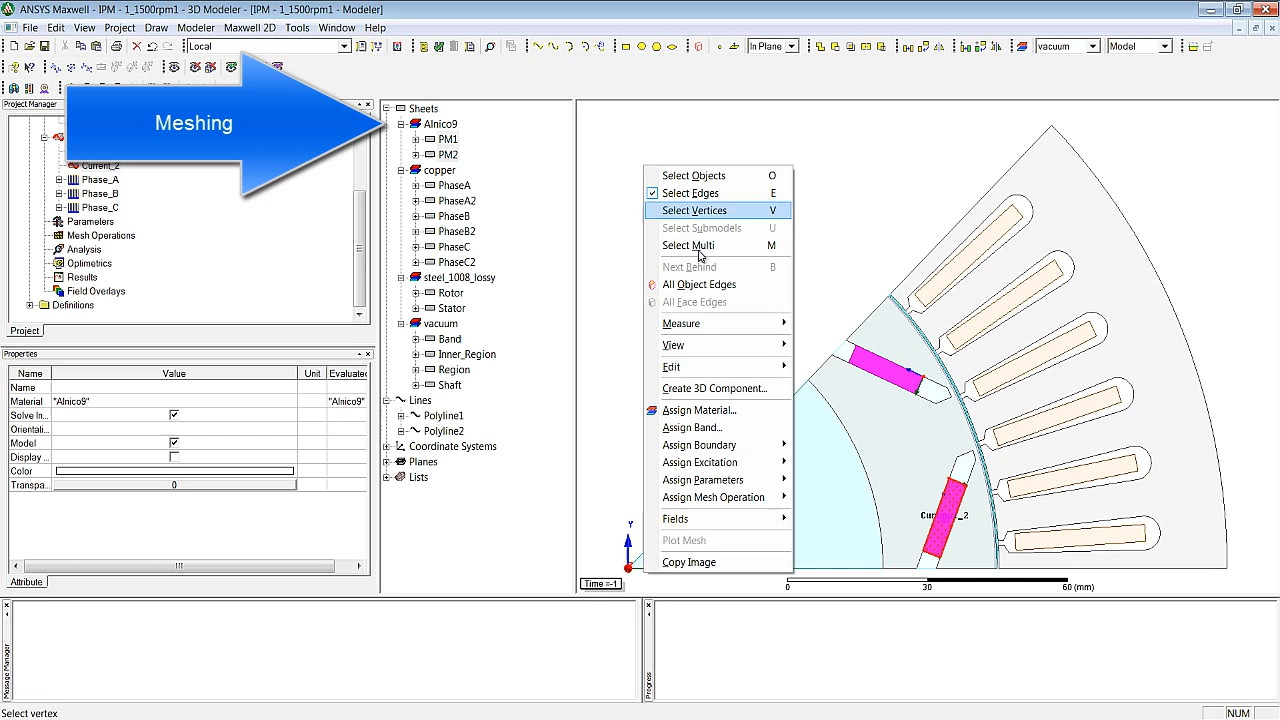 ANSYS Maxwell - IPM - 1_1500rpm1 - 3D Modeler - [IPM - 1_1500rpm1 - Modeler]
File Edit View Project Draw Modeler Maxwell 2D Tools Window Help
Local
In Plane
vacuum
Model
Project Manager
Meshing
Current_2
Phase_A
Phase_B
Phase_C
Parameters
Mesh Operations
Analysis
Optimetrics
Results
Field Overlays
Definitions
Project
Properties
Name Value Unit Evaluated
Name
Material "Alnico9" "Alnico9"
Solve In...
Orientati...
Model
Display ...
Color
Transpa... 0
Attribute
Sheets
Alnico9
PM1
PM2
copper
PhaseA
PhaseA2
PhaseB
PhaseB2
PhaseC
PhaseC2
steel_1008_lossy
Rotor
Stator
vacuum
Band
Inner_Region
Region
Shaft
Lines
Polyline1
Polyline2
Coordinate Systems
Planes
Lists
Select Objects O
Select Edges E
Select Vertices V
Select Submodels U
Select Multi M
Next Behind B
All Object Edges
All Face Edges
Measure
View
Edit
Create 3D Component...
Assign Material...
Assign Band...
Assign Boundary
Assign Excitation
Assign Parameters
Assign Mesh Operation
Fields
Plot Mesh
Copy Image
Y
Time =-1
0 30 60 (mm)
Message Manager
Progress
Select vertex
NUM